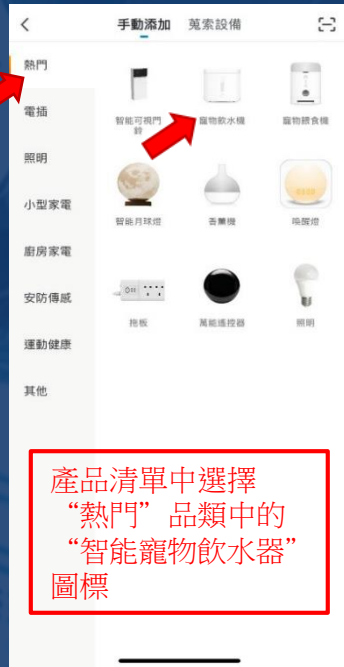 手動添加 蒐索設備
熱門
電插
照明
小型家電
廚房家電
安防傳感
運動健康
其他
智能可視門
鈴
寵物飲水機
寵物餵食機
智能月球燈
香薰機
喚醒燈
拖板
萬能遙控器
照明
產品清單中選擇
“熱門”品類中的
“智能寵物飲水器”
圖標